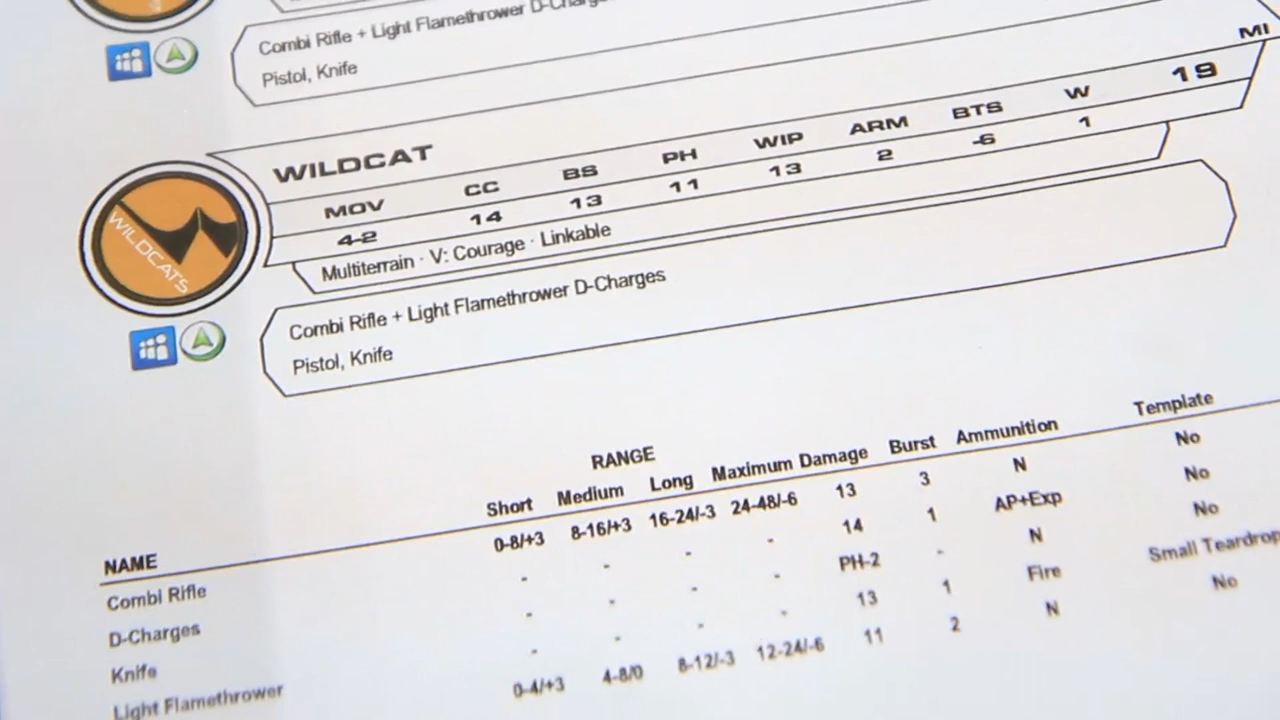 Combi Rifle + Light Flamethrower D-Charges
Pistol, Knife
MI
WILDCAT 19
MOV CC BS PH WIP ARM BTS W
4-2 14 13 11 13 2 -6 1
Multiterrain · V: Courage · Linkable
WILDCATS
Combi Rifle + Light Flamethrower D-Charges
Pistol, Knife
RANGE
NAME Short Medium Long Maximum Damage Burst Ammunition Template
Combi Rifle 0-8/+3 8-16/+3 16-24/-3 24-48/-6 13 3 N No
D-Charges - - - - 14 1 AP+Exp No
Knife - - - - PH-2 - N No
Light Flamethrower - - - - 13 1 Fire Small Teardrop
0-4/+3 4-8/0 8-12/-3 12-24/-6 11 2 N No